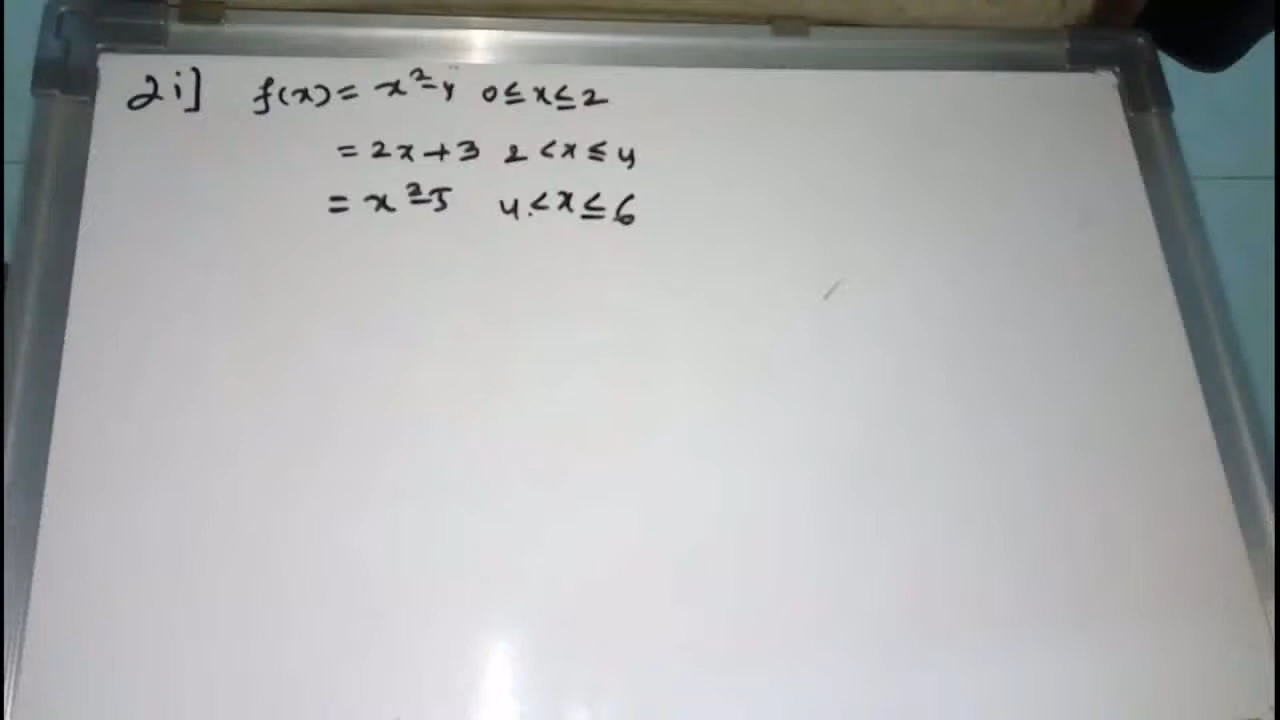 2i] f(x) = x²-4 0≤x≤2
= 2x+3 2<x≤4
= x²-5 4<x≤6